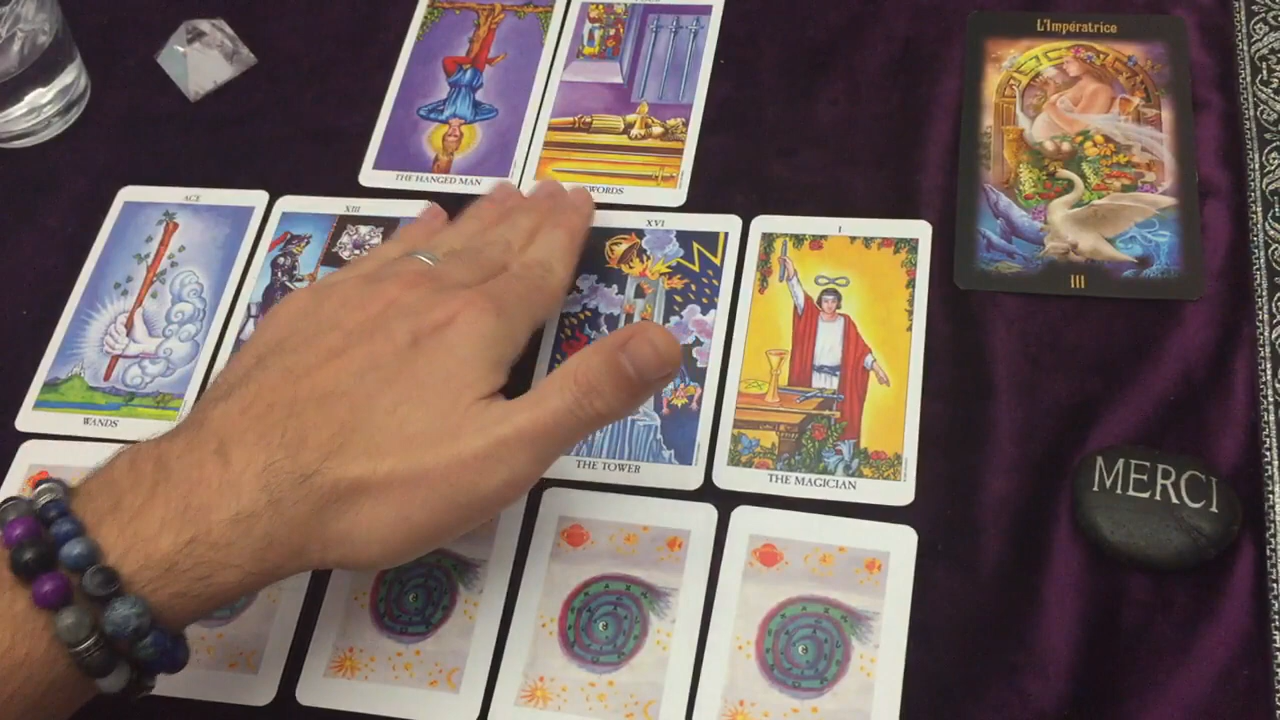 THE HANGED MAN
SWORDS
L'Impératrice
III
ACE
WANDS
XIII
XVI
THE TOWER
I
THE MAGICIAN
MERCI